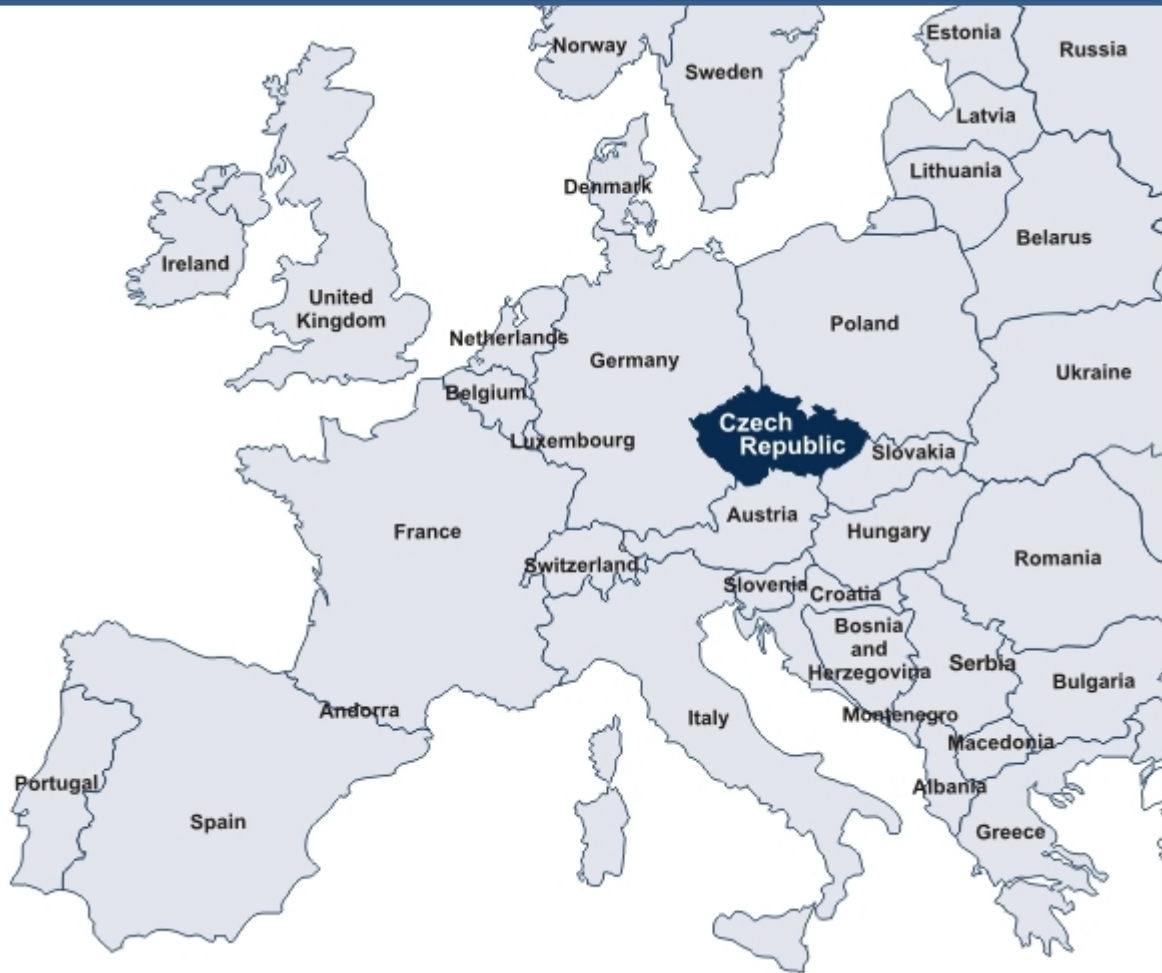 Norway
Sweden
Estonia
Russia
Latvia
Lithuania
Denmark
Belarus
Ireland
United
Kingdom
Netherlands
Poland
Germany
Ukraine
Belgium
Czech
Republic
Luxembourg
Slovakia
Austria
France
Hungary
Switzerland
Romania
Slovenia
Croatia
Bosnia
and
Herzegovina
Serbia
Bulgaria
Andorra
Italy
Montenegro
Macedonia
Portugal
Albania
Spain
Greece